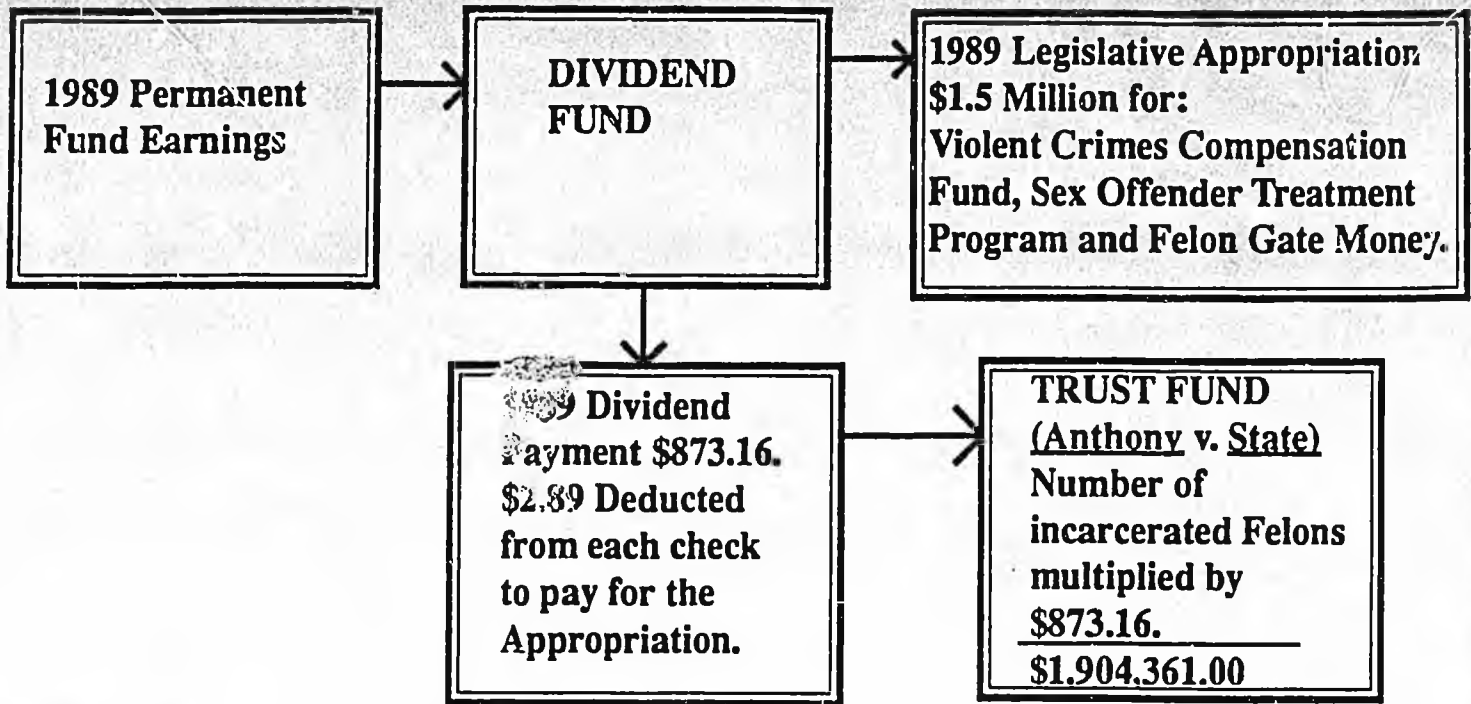 1989 Permanent
Fund Earnings
DIVIDEND
FUND
1989 Legislative Appropriation
$1.5 Million for:
Violent Crimes Compensation
Fund, Sex Offender Treatment
Program and Felon Gate Money.
Dividend
Payment $873.16.
$2.89 Deducted
from each check
to pay for the
Appropriation.
TRUST FUND
(Anthony v. State)
Number of
incarcerated Felons
multiplied by
$873.16.
$1,904,361.00